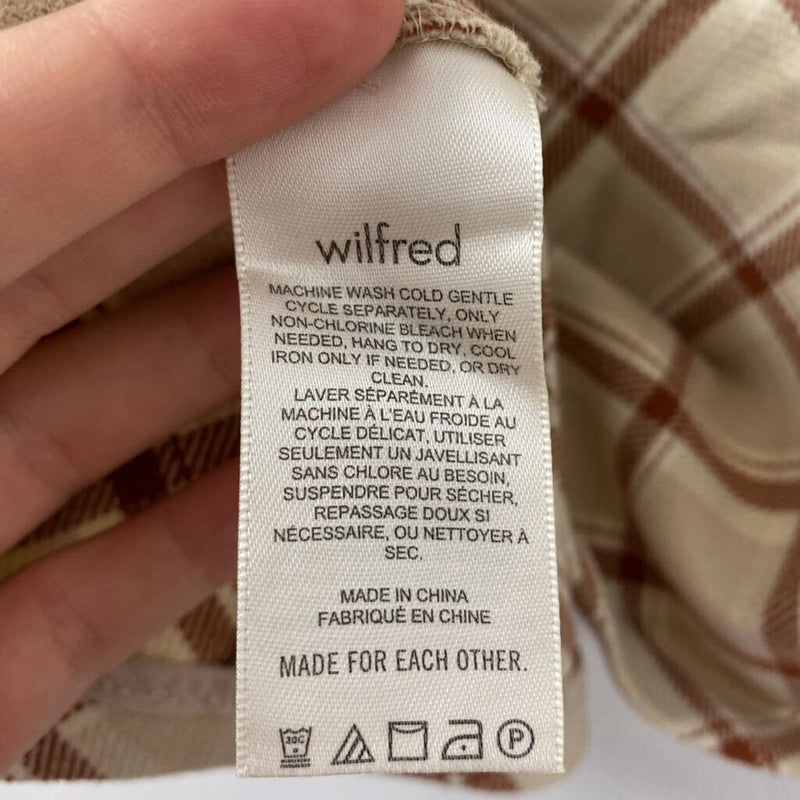 wilfred
MACHINE WASH COLD GENTLE
CYCLE SEPARATELY, ONLY
NON-CHLORINE BLEACH WHEN
NEEDED, HANG TO DRY, COOL
IRON ONLY IF NEEDED, OR DRY
CLEAN.
LAVER SÉPARÉMENT À LA
MACHINE À L'EAU FROIDE AU
CYCLE DÉLICAT, UTILISER
SEULEMENT UN JAVELLISANT
SANS CHLORE AU BESOIN,
SUSPENDRE POUR SÉCHER,
REPASSAGE DOUX SI
NÉCESSAIRE, OU NETTOYER À
SEC.
MADE IN CHINA
FABRIQUÉ EN CHINE
MADE FOR EACH OTHER.
30C P